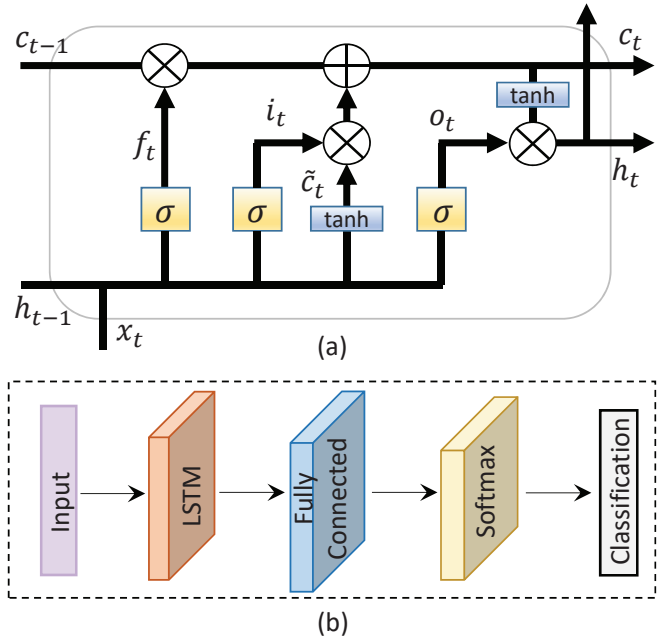 c_{t−1}
c_t
tanh
i_t
o_t
f_t
c̃_t
h_t
σ
σ
tanh
σ
h_{t−1}
x_t
(a)
Input
LSTM
Fully
Connected
Softmax
Classification
(b)